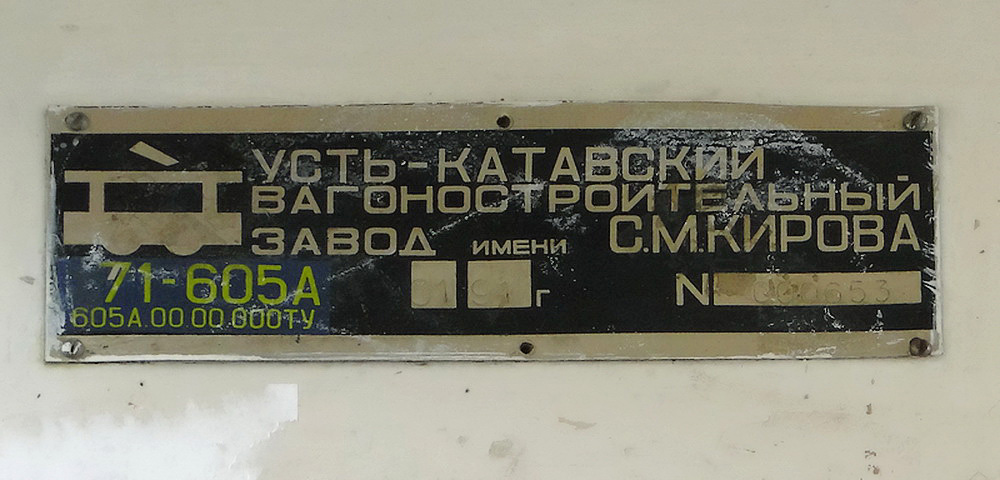 УСТЬ-КАТАВСКИЙ
ВАГОНОСТРОИТЕЛЬНЫЙ
ЗАВОД ИМЕНИ С.М.КИРОВА
71-605А
г N
605А.00.00.000ТУ